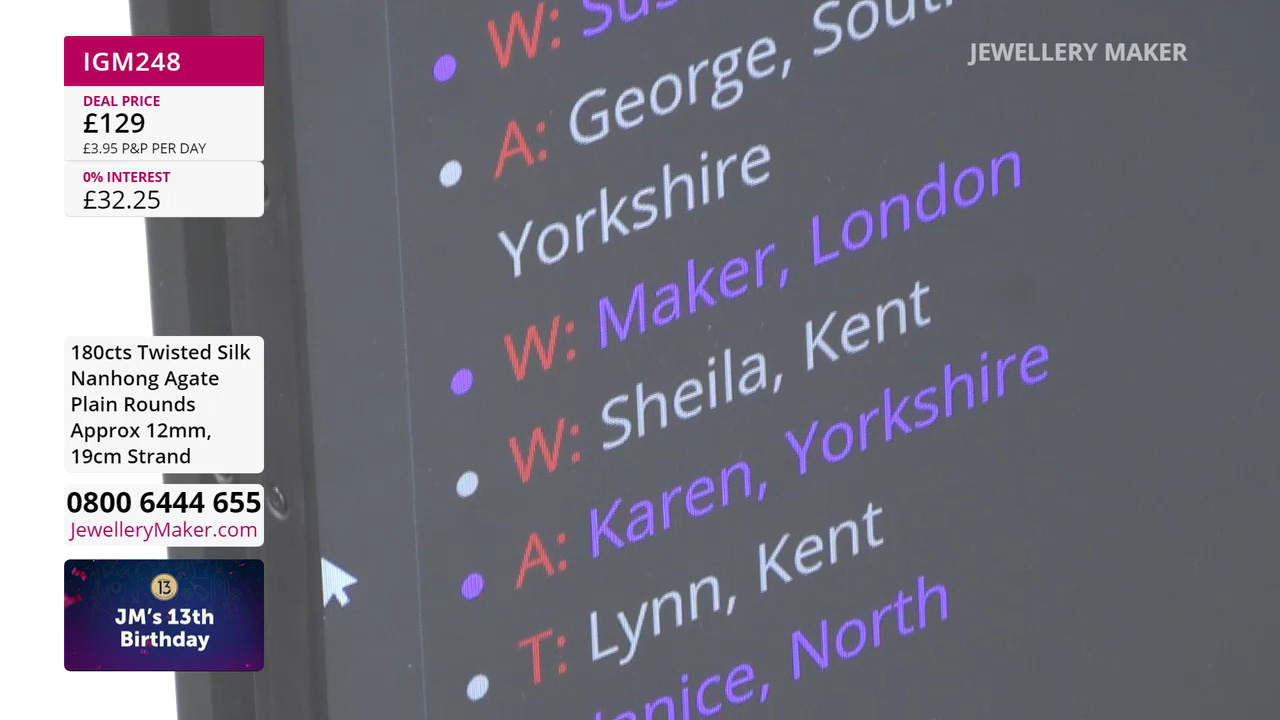 IGM248
DEAL PRICE
£129
£3.95 P&P PER DAY
0% INTEREST
£32.25
180cts Twisted Silk
Nanhong Agate
Plain Rounds
Approx 12mm,
19cm Strand
0800 6444 655
JewelleryMaker.com
13
JM's 13th
Birthday
JEWELLERY MAKER
W:
A: George,
Yorkshire
W: Maker, London
W: Sheila, Kent
A: Karen, Yorkshire
T: Lynn, Kent
North